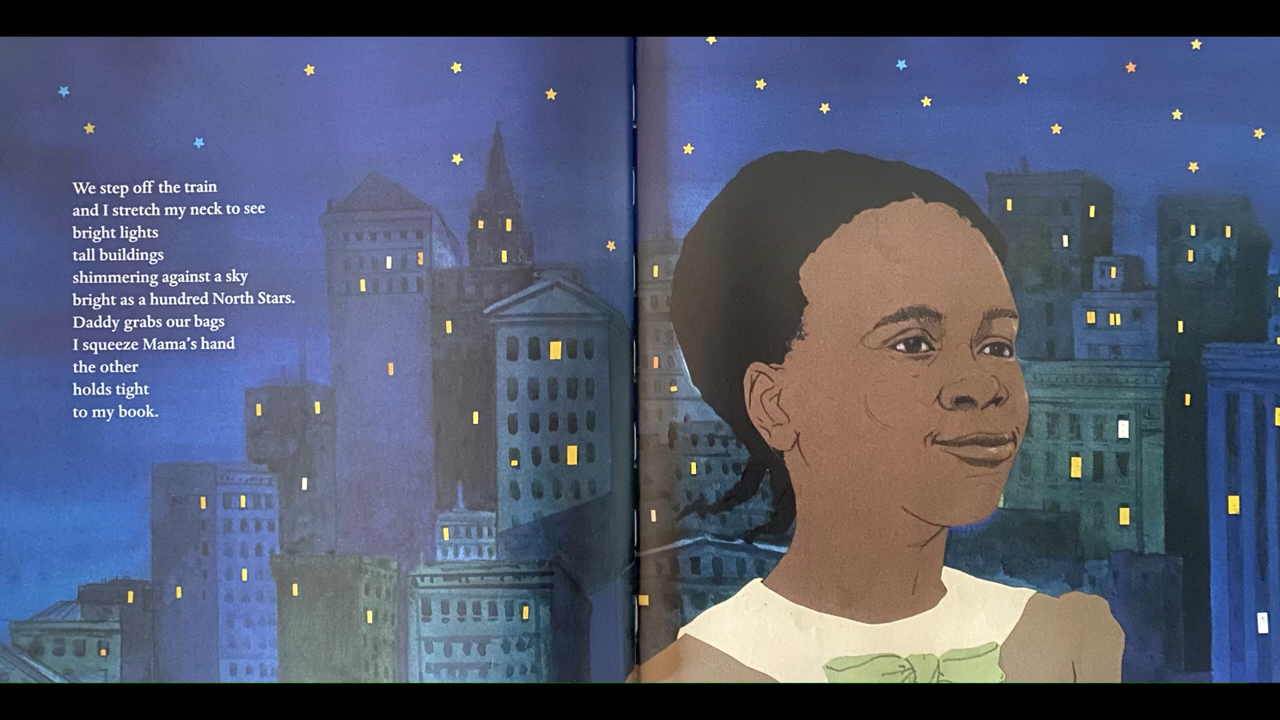 We step off the train
and I stretch my neck to see
bright lights
tall buildings
shimmering against a sky
bright as a hundred North Stars.
Daddy grabs our bags
I squeeze Mama's hand
the other
holds tight
to my book.